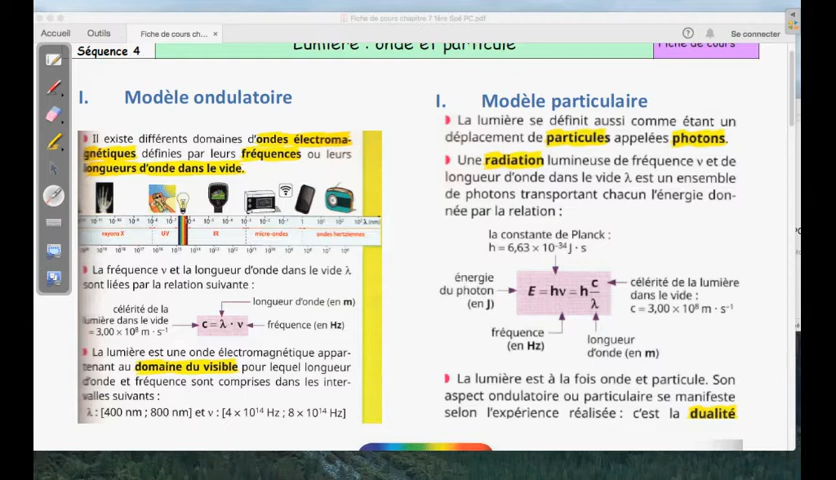 Fiche de cours chapitre 7 1ère Spé PC.pdf
Accueil Outils Fiche de cours ch... × Se connecter
Séquence 4 Lumière : onde et particule Fiche de cours
I. Modèle ondulatoire
Il existe différents domaines d'ondes électroma-
gnétiques définies par leurs fréquences ou leurs
longueurs d'onde dans le vide.
rayons X UV IR micro-ondes ondes hertziennes
La fréquence ν et la longueur d'onde dans le vide λ
sont liées par la relation suivante :
longueur d'onde (en m)
célérité de la
lumière dans le vide
= 3,00 × 10⁸ m · s⁻¹
c = λ · ν
fréquence (en Hz)
La lumière est une onde électromagnétique appar-
tenant au domaine du visible pour lequel longueur
d'onde et fréquence sont comprises dans les inter-
valles suivants :
λ : [400 nm ; 800 nm] et ν : [4 × 10¹⁴ Hz ; 8 × 10¹⁴ Hz]
I. Modèle particulaire
La lumière se définit aussi comme étant un
déplacement de particules appelées photons.
Une radiation lumineuse de fréquence ν et de
longueur d'onde dans le vide λ est un ensemble
de photons transportant chacun l'énergie don-
née par la relation :
la constante de Planck :
h = 6,63 × 10⁻³⁴ J · s
énergie
du photon
(en J)
E = hν = h c/λ
célérité de la lumière
dans le vide :
c = 3,00 × 10⁸ m · s⁻¹
fréquence
(en Hz)
longueur
d'onde (en m)
La lumière est à la fois onde et particule. Son
aspect ondulatoire ou particulaire se manifeste
selon l'expérience réalisée : c'est la dualité